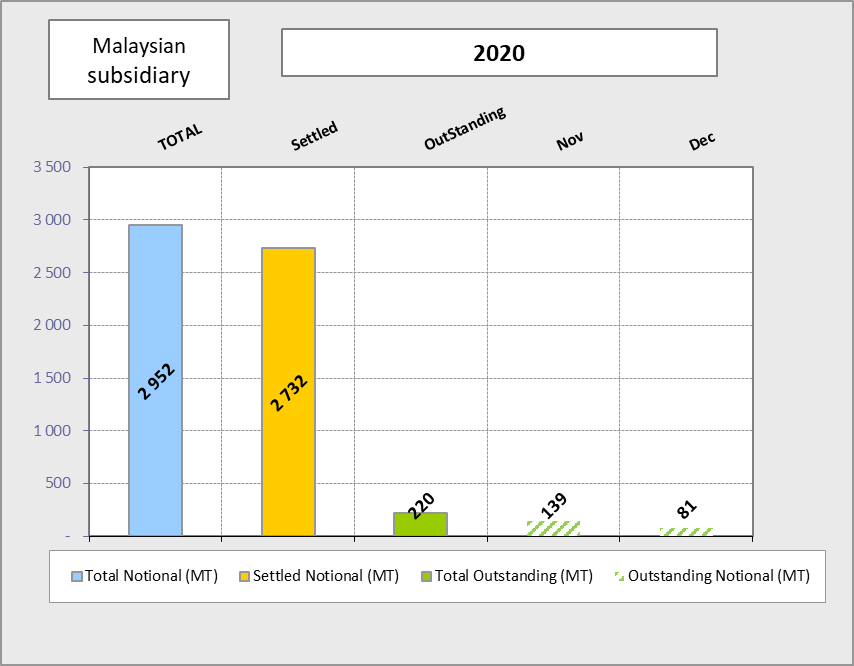 Malaysian
subsidiary
2020
TOTAL
Settled
OutStanding
Nov
Dec
3 500
3 000
2 500
2 000
1 500
1 000
500
-
2 952
2 732
220
139
81
Total Notional (MT)
Settled Notional (MT)
Total Outstanding (MT)
Outstanding Notional (MT)